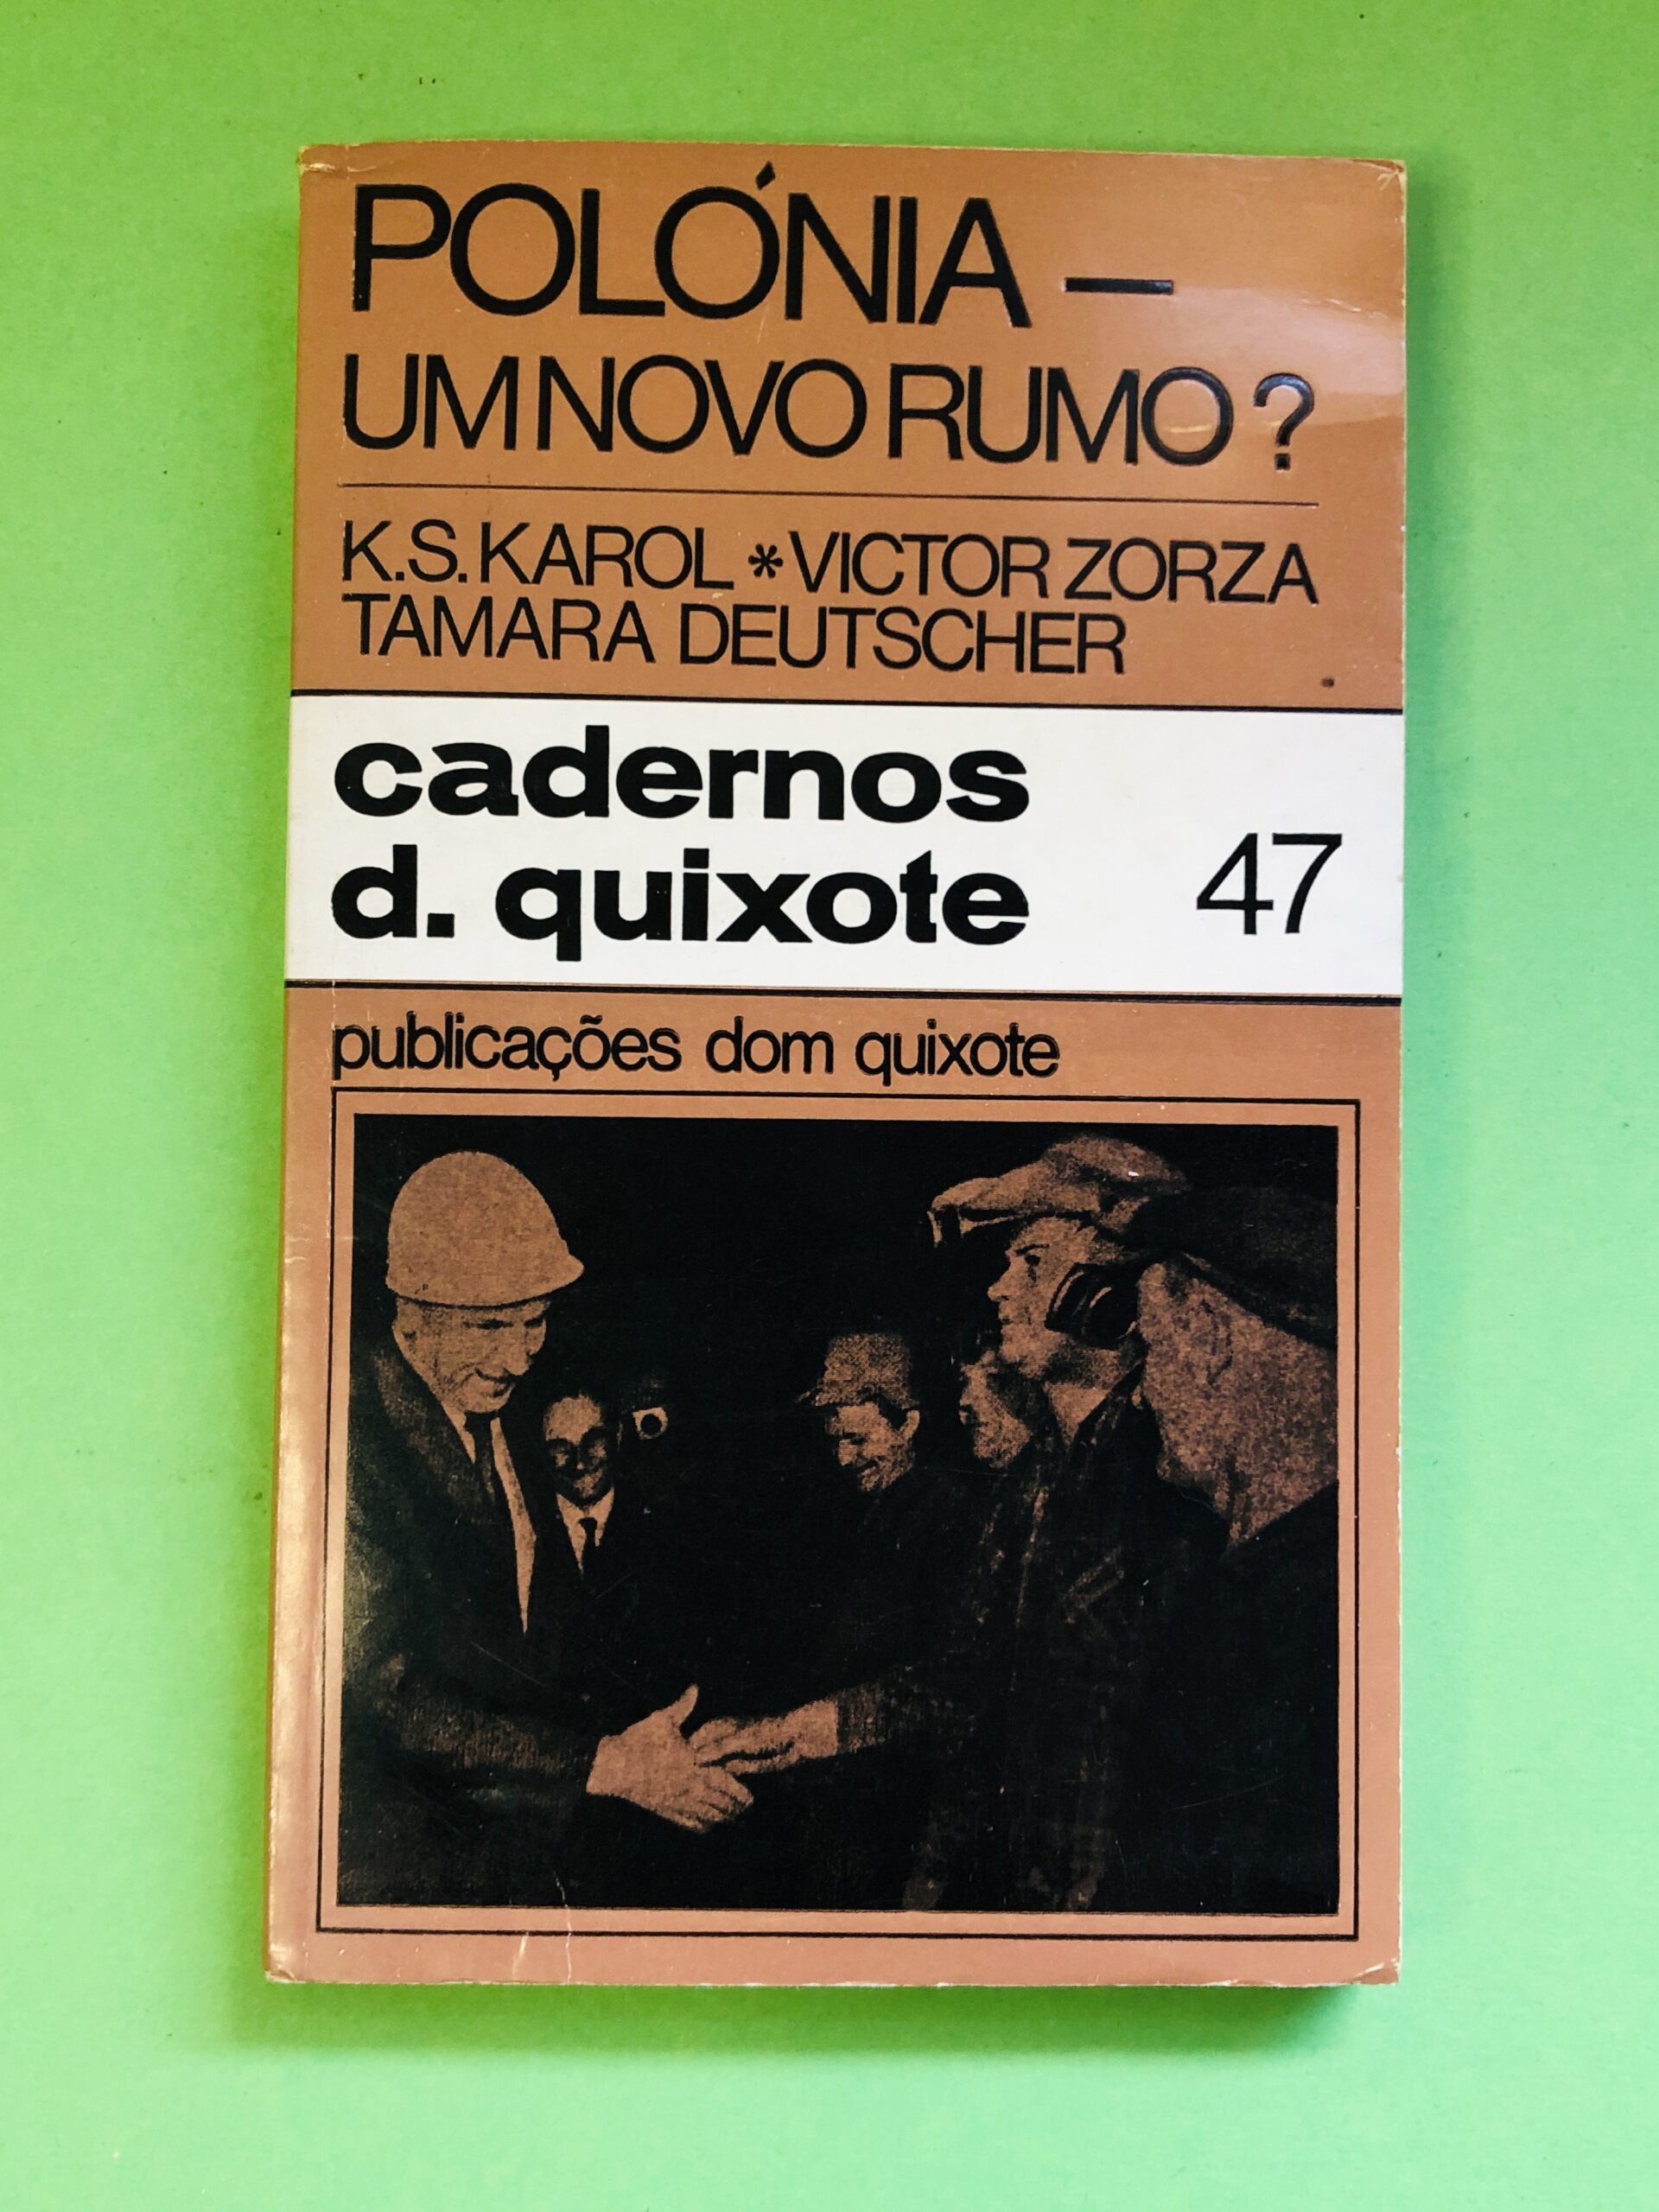 POLÓNIA —
UM NOVO RUMO ?
K.S. KAROL * VICTOR ZORZA
TAMARA DEUTSCHER
cadernos
d. quixote 47
publicações dom quixote